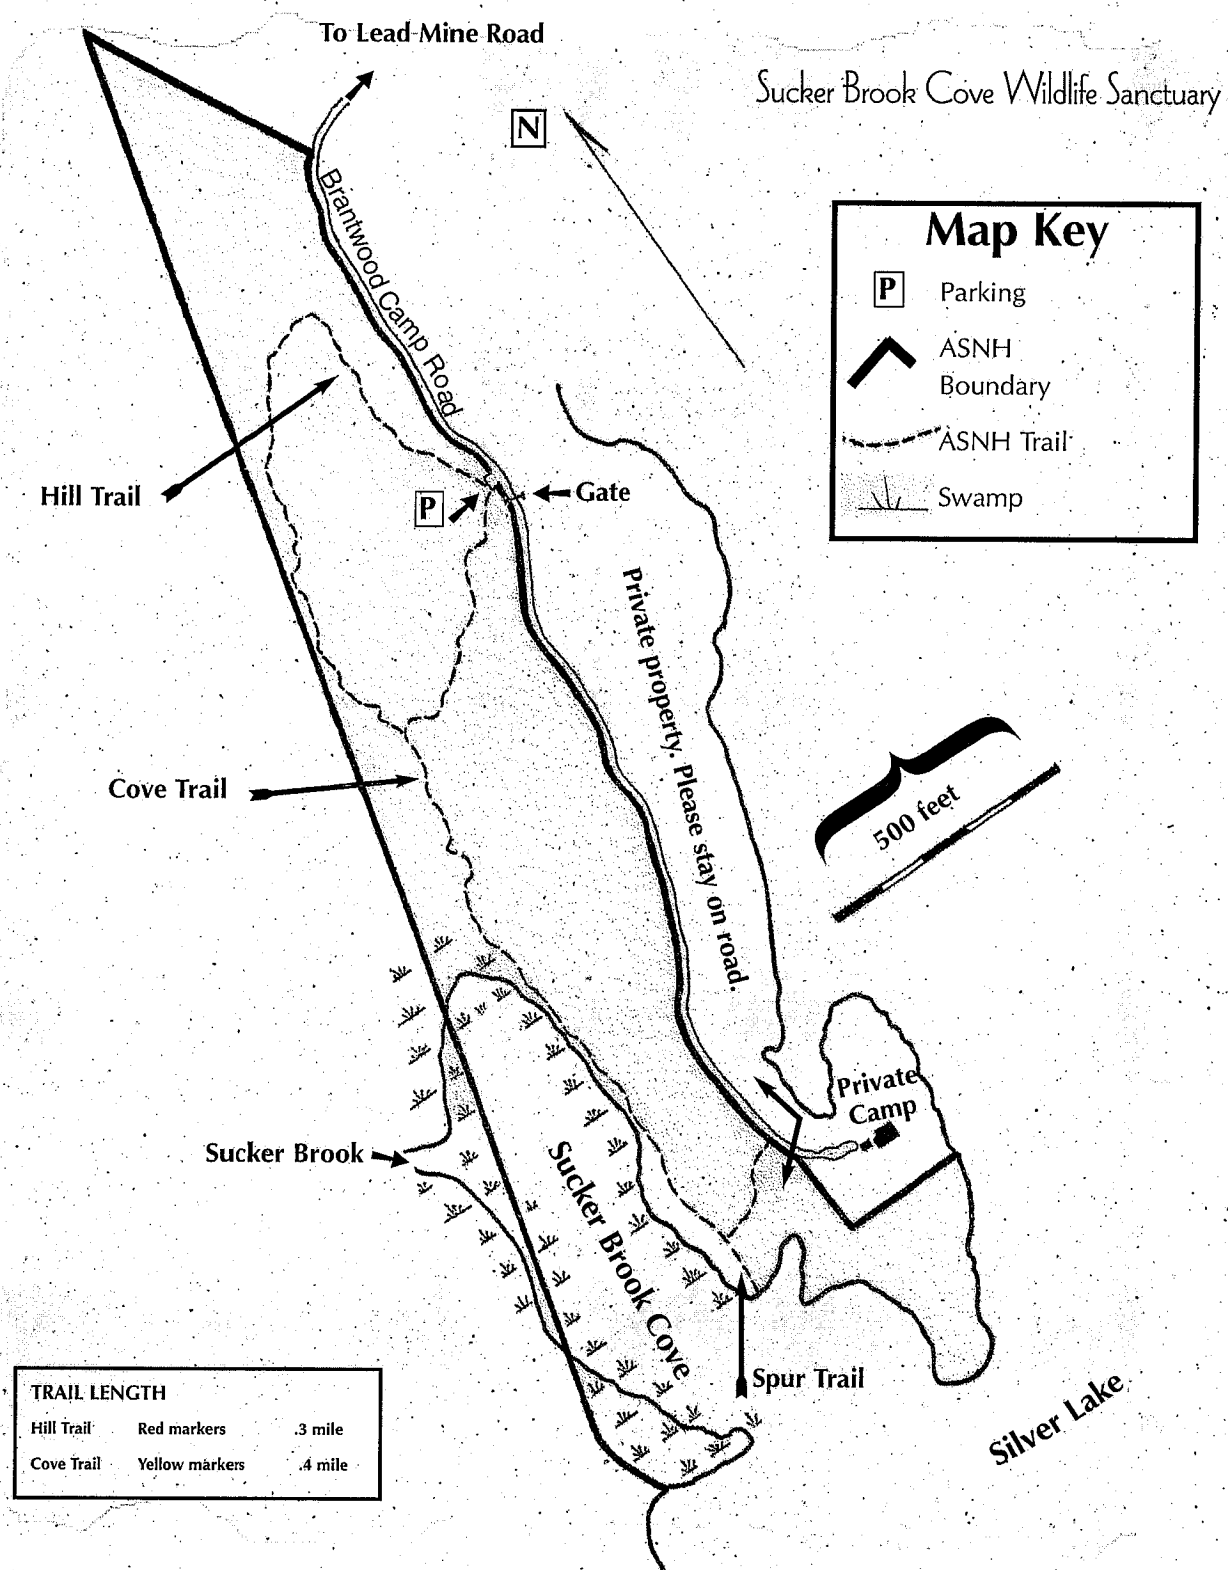 To Lead Mine Road
Sucker Brook Cove Wildlife Sanctuary
N
Brantwood Camp Road
Map Key
P Parking
ASNH
Boundary
ASNH Trail
Swamp
Hill Trail
P
Gate
Private property. Please stay on road.
Cove Trail
500 feet
Private
Camp
Sucker Brook
Sucker Brook Cove
Spur Trail
Silver Lake
TRAIL LENGTH
Hill Trail Red markers .3 mile
Cove Trail Yellow markers .4 mile